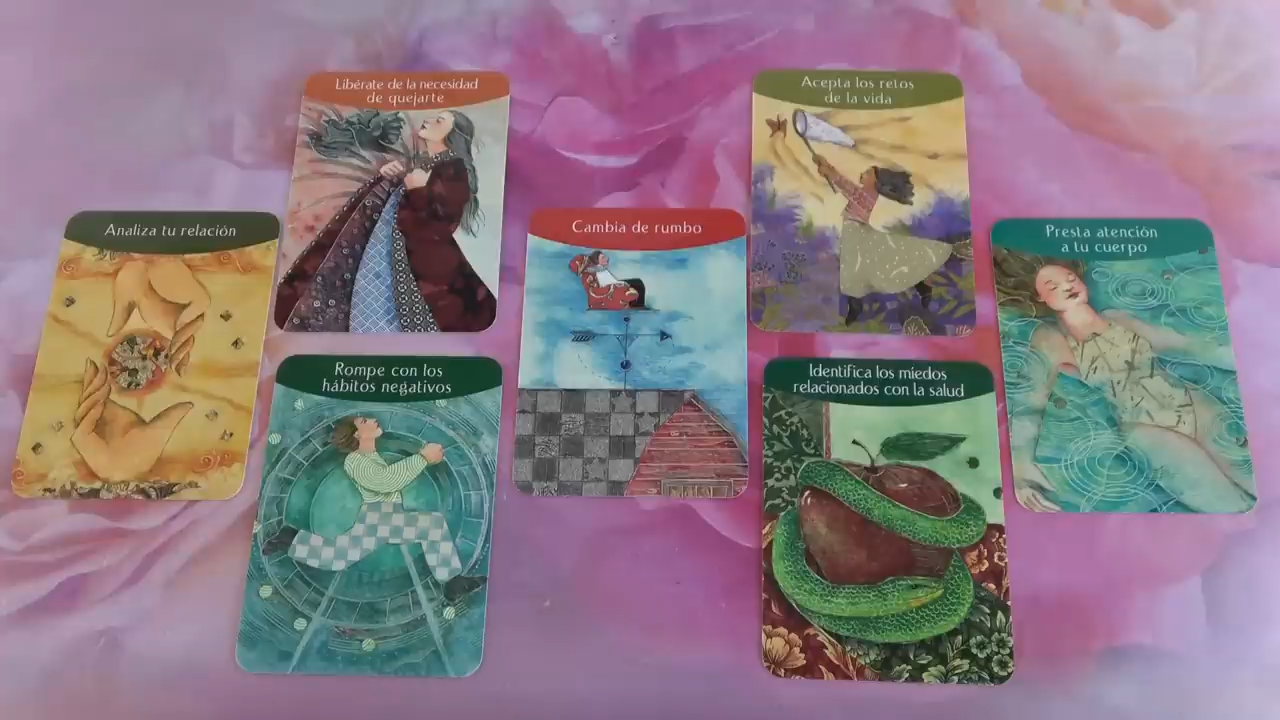 Libérate de la necesidad
de quejarte
Acepta los retos
de la vida
Analiza tu relación
Cambia de rumbo
Presta atención
a tu cuerpo
Rompe con los
hábitos negativos
Identifica los miedos
relacionados con la salud